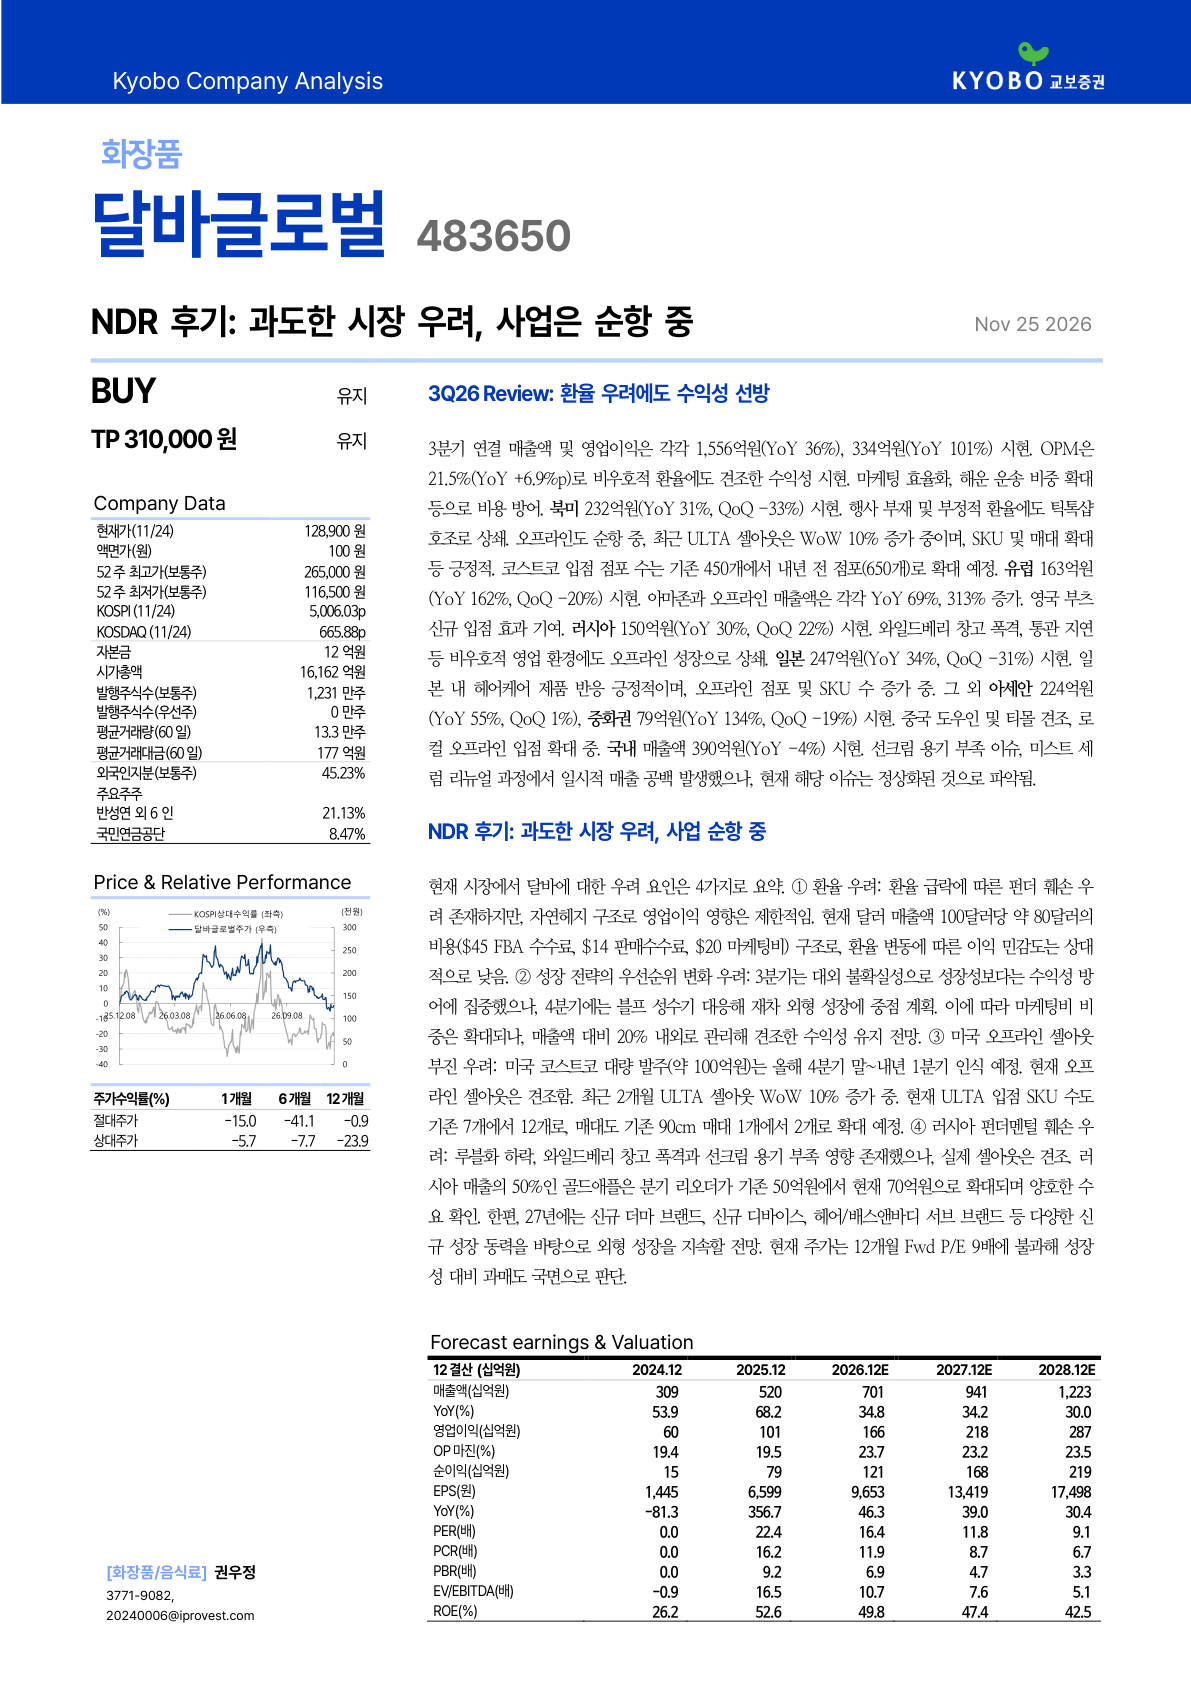 Kyobo Company Analysis
KYOBO 교보증권
화장품
달바글로벌 483650
NDR 후기: 과도한 시장 우려, 사업은 순항 중
Nov 25 2026
BUY 유지
TP 310,000 원 유지
Company Data
현재가(11/24) 128,900 원
액면가(원) 100 원
52 주 최고가(보통주) 265,000 원
52 주 최저가(보통주) 116,500 원
KOSPI (11/24) 5,006.03p
KOSDAQ (11/24) 665.88p
자본금 12 억원
시가총액 16,162 억원
발행주식수(보통주) 1,231 만주
발행주식수(우선주) 0 만주
평균거래량(60 일) 13.3 만주
평균거래대금(60 일) 177 억원
외국인지분(보통주) 45.23%
주요주주
반성연 외 6 인 21.13%
국민연금공단 8.47%
Price & Relative Performance
(%) KOSPI상대수익률 (좌측) (천원)
달바글로벌주가 (우측)
50 300
40 250
30
20 200
10 150
0
-10 100
25.12.08 26.03.08 26.06.08 26.09.08
-20
-30 50
-40 0
주가수익률(%) 1 개월 6 개월 12 개월
절대주가 -15.0 -41.1 -0.9
상대주가 -5.7 -7.7 -23.9
[화장품/음식료] 권우정
3771-9082,
20240006@iprovest.com
3Q26 Review: 환율 우려에도 수익성 선방
3분기 연결 매출액 및 영업이익은 각각 1,556억원(YoY 36%), 334억원(YoY 101%) 시현. OPM은
21.5%(YoY +6.9%p)로 비우호적 환율에도 견조한 수익성 시현. 마케팅 효율화, 해운 운송 비중 확대
등으로 비용 방어. 북미 232억원(YoY 31%, QoQ -33%) 시현. 행사 부재 및 부정적 환율에도 틱톡샵
호조로 상쇄. 오프라인도 순항 중, 최근 ULTA 셀아웃은 WoW 10% 증가 중이며, SKU 및 매대 확대
등 긍정적. 코스트코 입점 점포 수는 기존 450개에서 내년 전 점포(650개)로 확대 예정. 유럽 163억원
(YoY 162%, QoQ -20%) 시현. 아마존과 오프라인 매출액은 각각 YoY 69%, 313% 증가. 영국 부츠
신규 입점 효과 기여. 러시아 150억원(YoY 30%, QoQ 22%) 시현. 와일드베리 창고 폭격, 통관 지연
등 비우호적 영업 환경에도 오프라인 성장으로 상쇄. 일본 247억원(YoY 34%, QoQ -31%) 시현. 일
본 내 헤어케어 제품 반응 긍정적이며, 오프라인 점포 및 SKU 수 증가 중. 그 외 아세안 224억원
(YoY 55%, QoQ 1%), 중화권 79억원(YoY 134%, QoQ -19%) 시현. 중국 도우인 및 티몰 견조, 로
컬 오프라인 입점 확대 중. 국내 매출액 390억원(YoY -4%) 시현. 선크림 용기 부족 이슈, 미스트 세
럼 리뉴얼 과정에서 일시적 매출 공백 발생했으나, 현재 해당 이슈는 정상화된 것으로 파악됨.
NDR 후기: 과도한 시장 우려, 사업 순항 중
현재 시장에서 달바에 대한 우려 요인은 4가지로 요약. ① 환율 우려: 환율 급락에 따른 펀더 훼손 우
려 존재하지만, 자연헤지 구조로 영업이익 영향은 제한적임. 현재 달러 매출액 100달러당 약 80달러의
비용($45 FBA 수수료, $14 판매수수료, $20 마케팅비) 구조로, 환율 변동에 따른 이익 민감도는 상대
적으로 낮음. ② 성장 전략의 우선순위 변화 우려: 3분기는 대외 불확실성으로 성장성보다는 수익성 방
어에 집중했으나, 4분기에는 블프 성수기 대응해 재차 외형 성장에 중점 계획. 이에 따라 마케팅비 비
중은 확대되나, 매출액 대비 20% 내외로 관리해 견조한 수익성 유지 전망. ③ 미국 오프라인 셀아웃
부진 우려: 미국 코스트코 대량 발주(약 100억원)는 올해 4분기 말~내년 1분기 인식 예정. 현재 오프
라인 셀아웃은 견조함. 최근 2개월 ULTA 셀아웃 WoW 10% 증가 중. 현재 ULTA 입점 SKU 수도
기존 7개에서 12개로, 매대도 기존 90cm 매대 1개에서 2개로 확대 예정. ④ 러시아 펀더멘털 훼손 우
려: 루블화 하락, 와일드베리 창고 폭격과 선크림 용기 부족 영향 존재했으나, 실제 셀아웃은 견조. 러
시아 매출의 50%인 골드애플은 분기 리오더가 기존 50억원에서 현재 70억원으로 확대되며 양호한 수
요 확인. 한편, 27년에는 신규 더마 브랜드, 신규 디바이스, 헤어/배스앤바디 서브 브랜드 등 다양한 신
규 성장 동력을 바탕으로 외형 성장을 지속할 전망. 현재 주가는 12개월 Fwd P/E 9배에 불과해 성장
성 대비 과매도 국면으로 판단.
Forecast earnings & Valuation
12 결산 (십억원) 2024.12 2025.12 2026.12E 2027.12E 2028.12E
매출액(십억원) 309 520 701 941 1,223
YoY(%) 53.9 68.2 34.8 34.2 30.0
영업이익(십억원) 60 101 166 218 287
OP 마진(%) 19.4 19.5 23.7 23.2 23.5
순이익(십억원) 15 79 121 168 219
EPS(원) 1,445 6,599 9,653 13,419 17,498
YoY(%) -81.3 356.7 46.3 39.0 30.4
PER(배) 0.0 22.4 16.4 11.8 9.1
PCR(배) 0.0 16.2 11.9 8.7 6.7
PBR(배) 0.0 9.2 6.9 4.7 3.3
EV/EBITDA(배) -0.9 16.5 10.7 7.6 5.1
ROE(%) 26.2 52.6 49.8 47.4 42.5